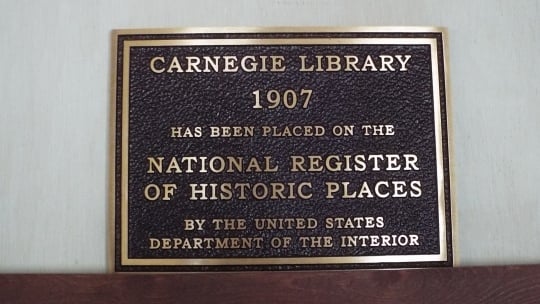 CARNEGIE LIBRARY
1907
HAS BEEN PLACED ON THE
NATIONAL REGISTER
OF HISTORIC PLACES
BY THE UNITED STATES
DEPARTMENT OF THE INTERIOR